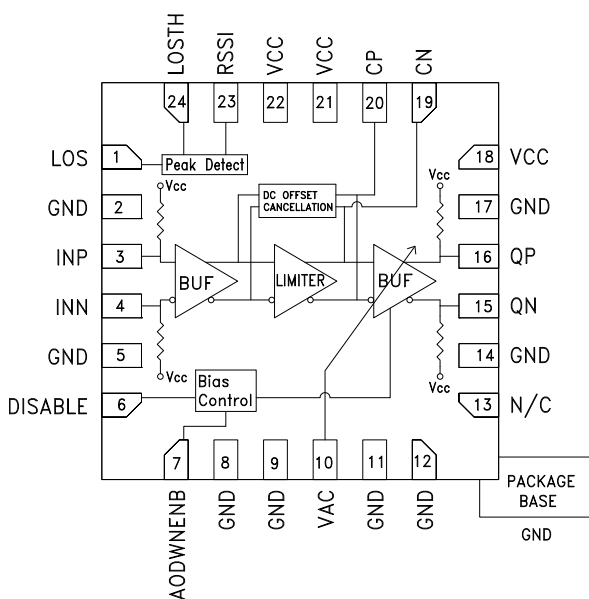 LOSTH
RSSI
VCC
VCC
CP
CN
24
23
22
21
20
19
LOS
1
Peak Detect
18
VCC
Vcc
DC OFFSET
CANCELLATION
Vcc
GND
2
17
GND
INP
3
16
QP
BUF
LIMITER
BUF
INN
4
15
QN
GND
5
14
GND
Vcc
Vcc
Bias
Control
DISABLE
6
13
N/C
7
8
9
10
11
12
AODWNENB
GND
GND
VAC
GND
GND
PACKAGE
BASE
GND